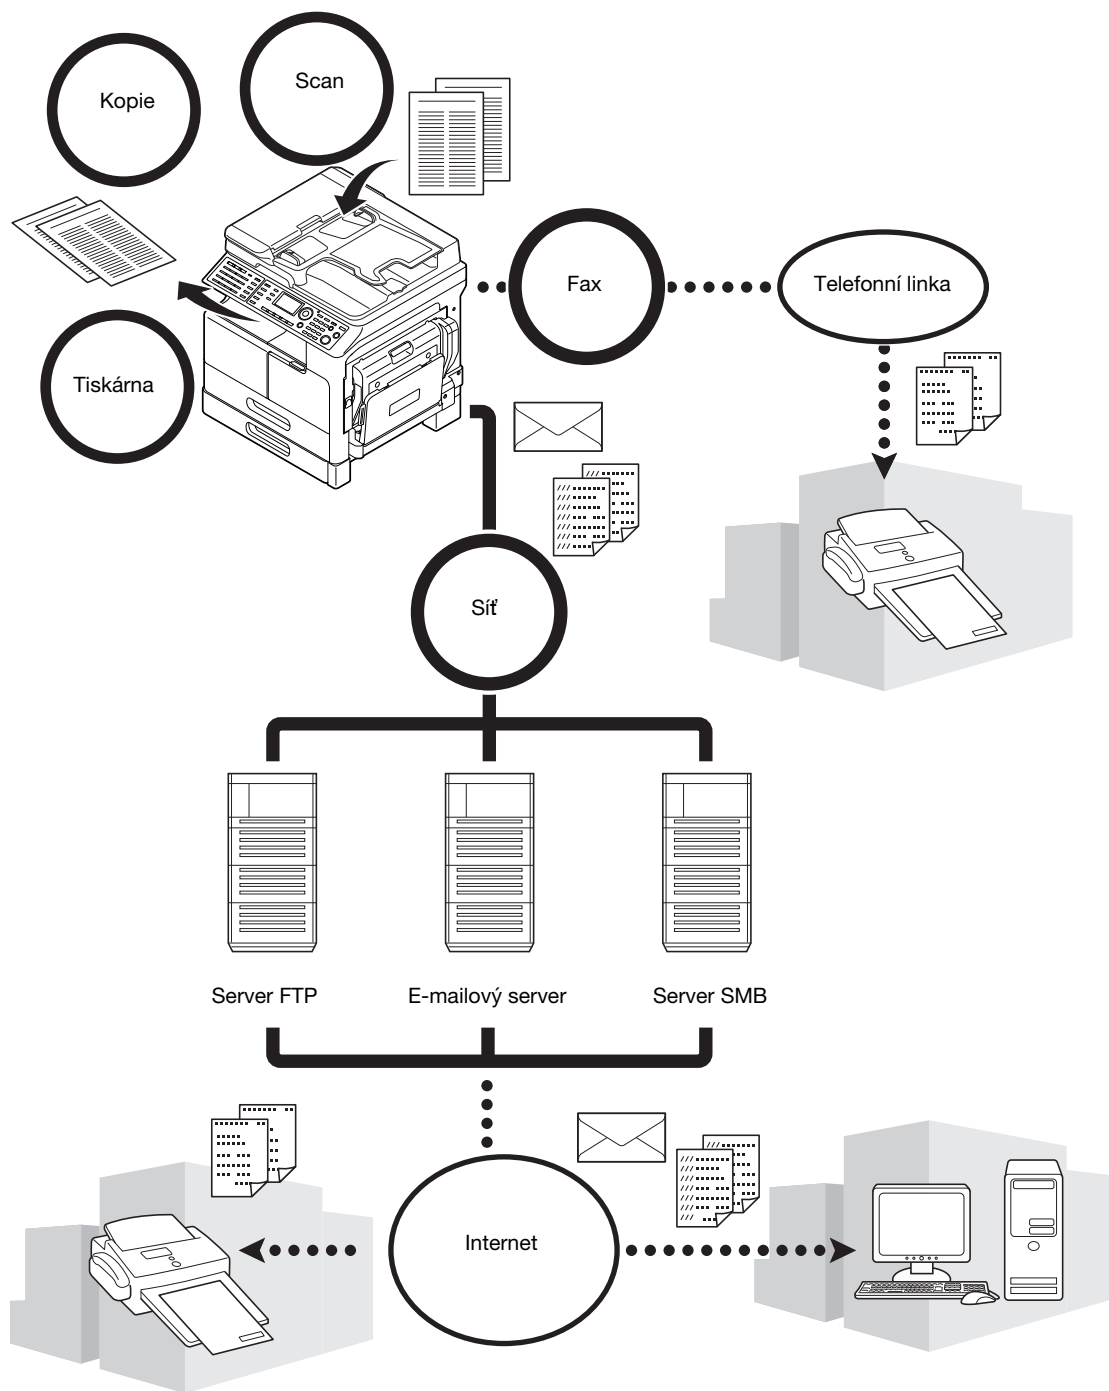 Scan
Kopie
Fax
Telefonní linka
Tiskárna
Síť
Server FTP
E-mailový server
Server SMB
Internet